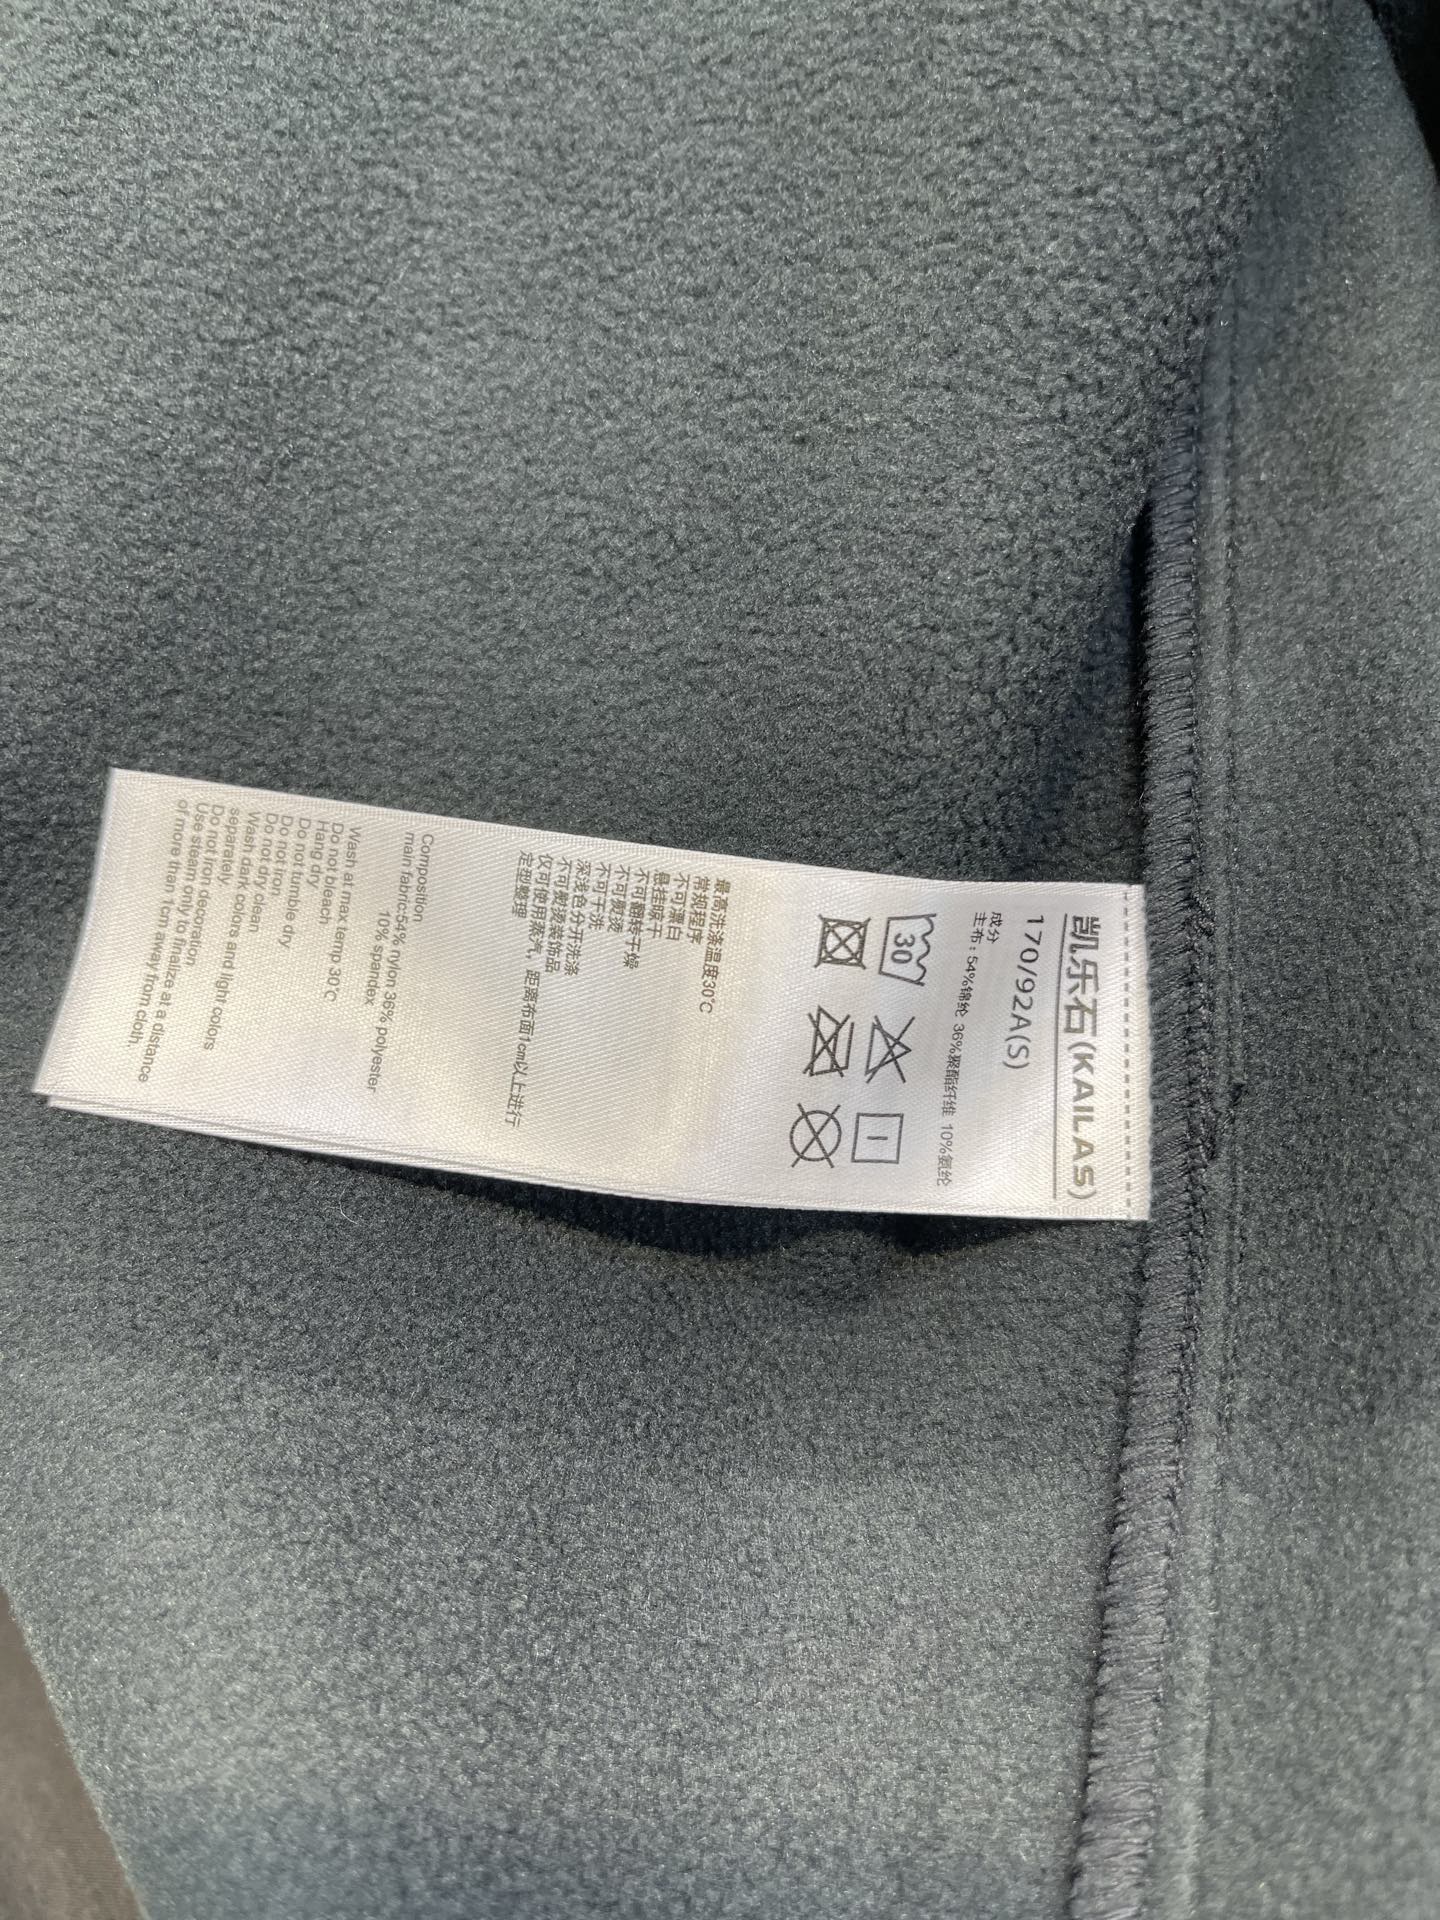 凯乐石(KAILAS)
170/92A(S)
成分
主布：54%锦纶 36%聚酯纤维 10%氨纶
30
最高洗涤温度30℃
常规程序
不可漂白
悬挂晾干
不可翻转干燥
不可熨烫
不可干洗
深浅色分开洗涤
不可熨烫装饰品
仅可使用蒸汽，距离布面1cm以上进行
定型整理
Composition
main fabric:54% nylon 36% polyester
10% spandex
Wash at max temp 30℃
Do not bleach
Hang dry
Do not tumble dry
Do not iron
Do not dry clean
Wash dark colors and light colors
separately
Do not iron decoration
Use steam only to finalize at a distance
of more than 1cm away from cloth